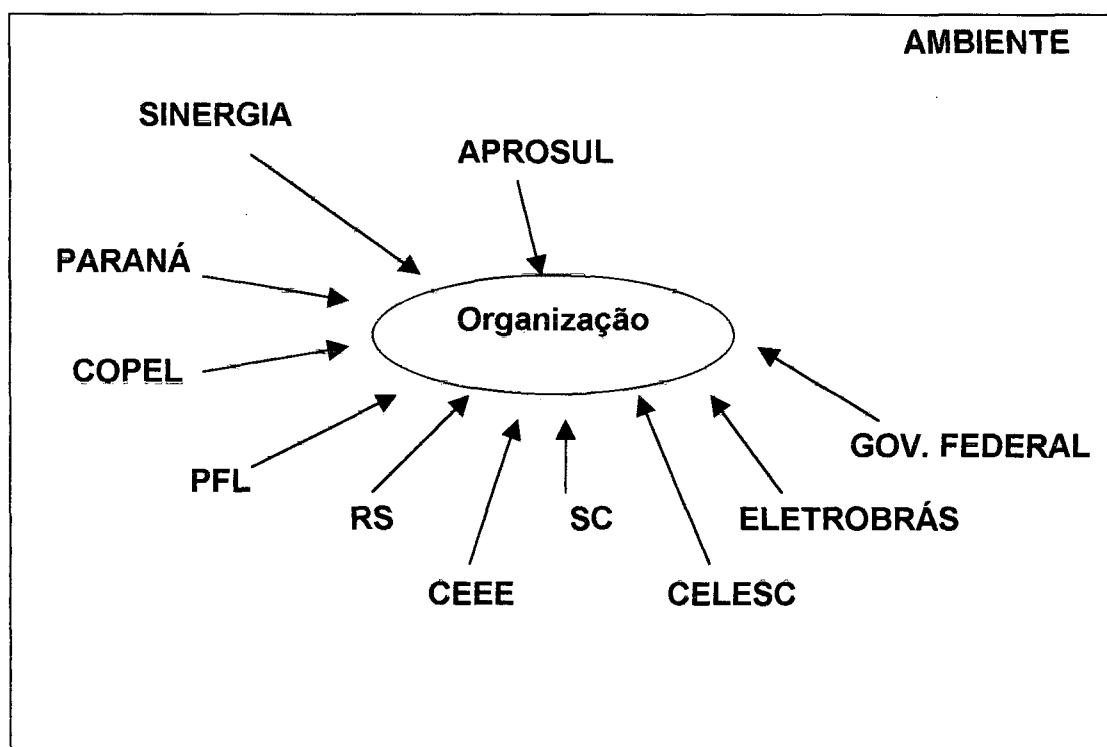 AMBIENTE
SINERGIA
APROSUL
PARANÁ
Organização
COPEL
GOV. FEDERAL
PFL
RS
SC
ELETROBRÁS
CEEE
CELESC